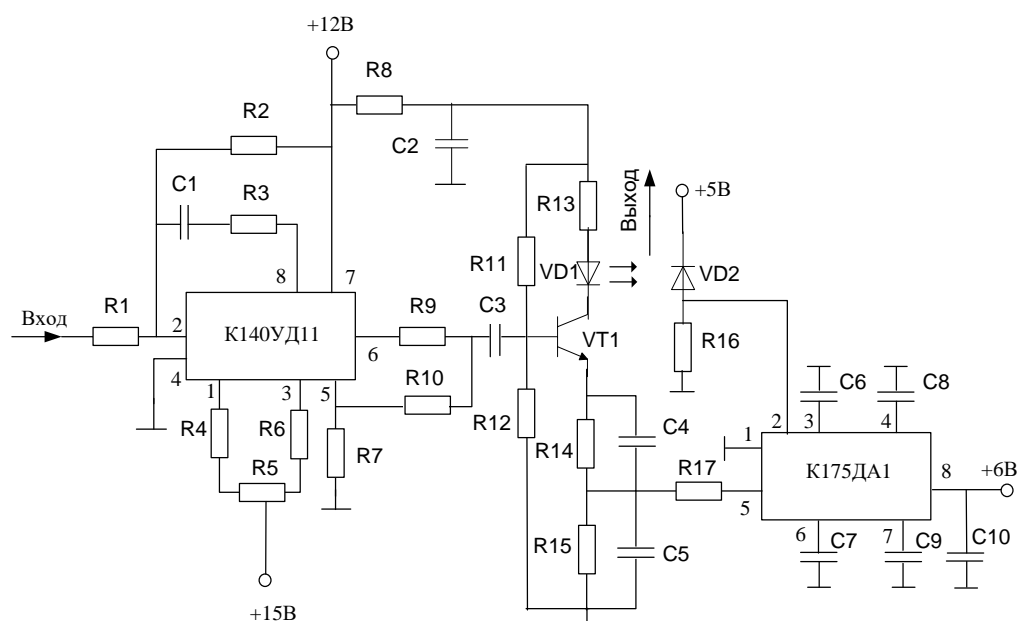 +12В
R8
R2
C2
C1
R3
Выход
+5В
R13
R11
VD1
VD2
8
7
R1
R9
C3
Вход
2
К140УД11
6
VT1
R16
4
R10
1
3
5
R12
C6
C8
R4
R6
R7
C4
2
3
4
R14
1
К175ДА1
8
+6В
R5
R17
5
R15
C5
6
C7
7
C9
C10
+15В